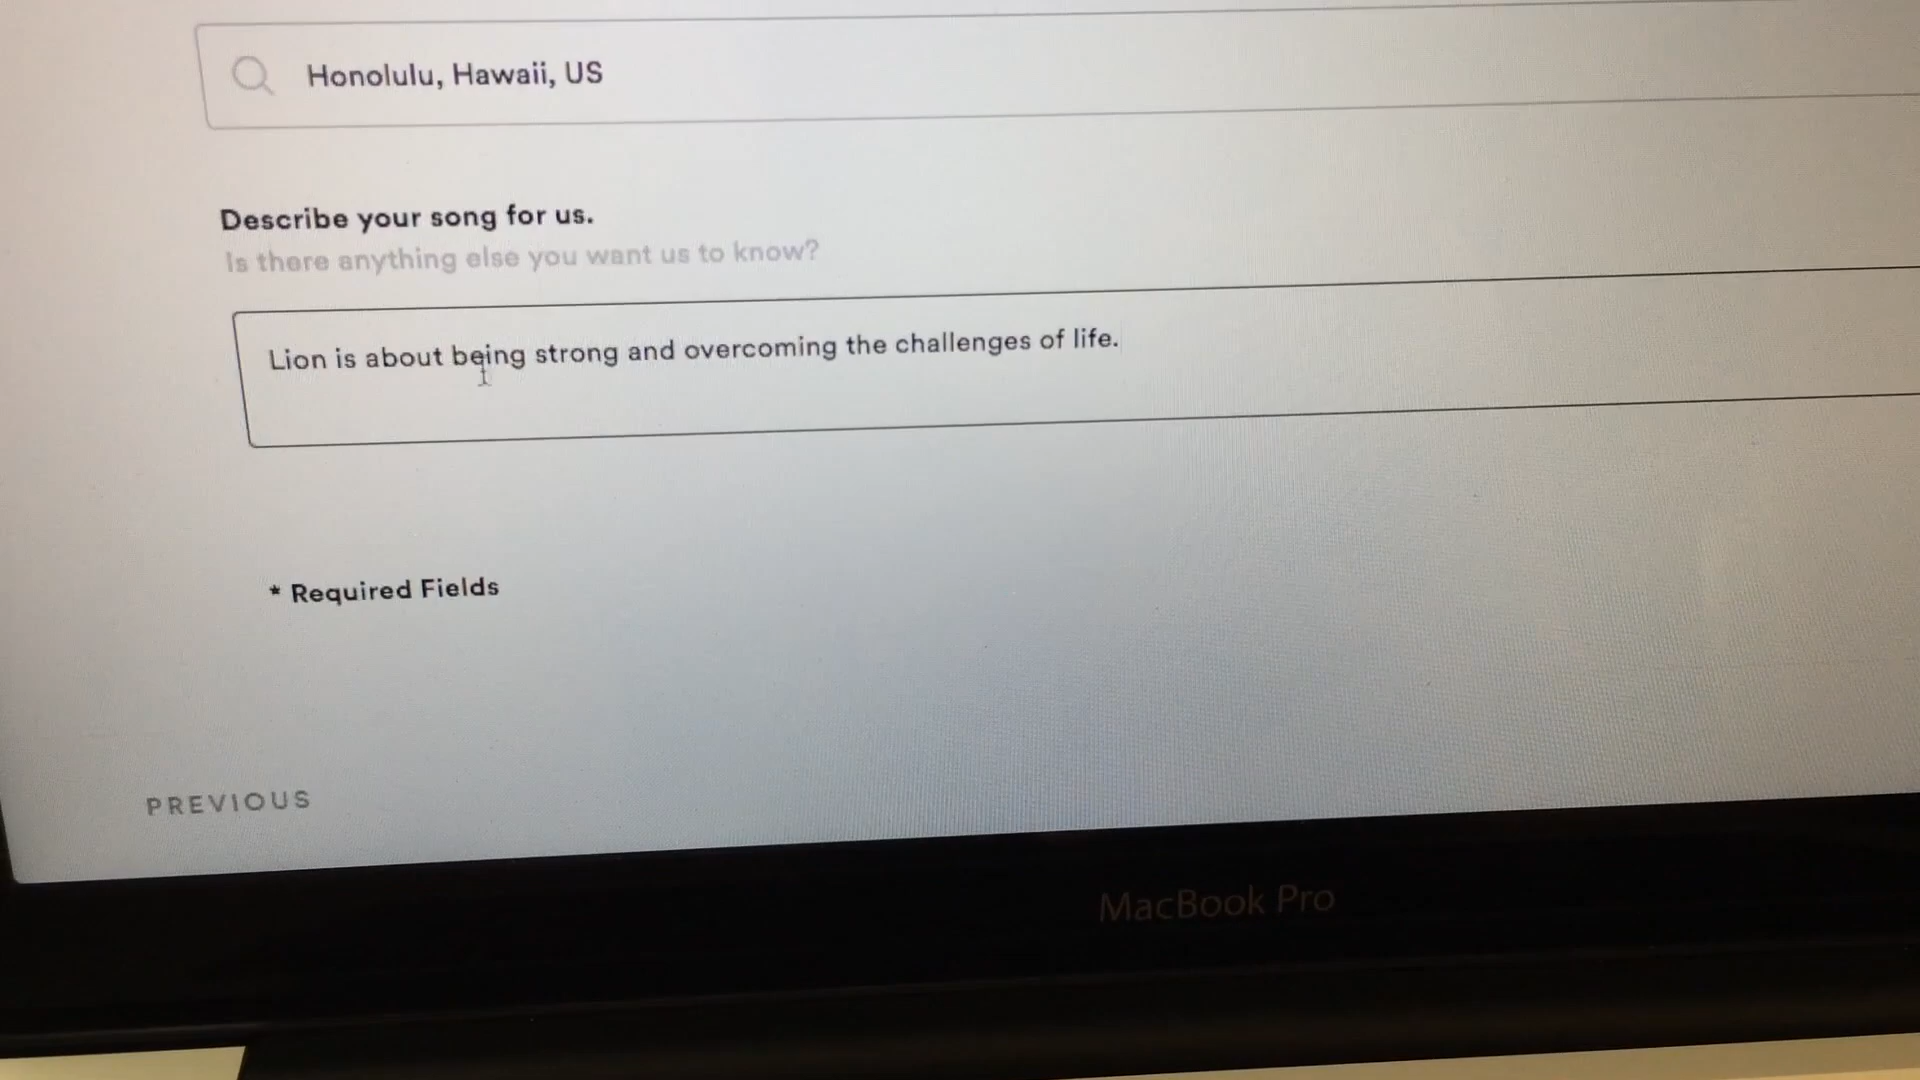 Honolulu, Hawaii, US
Describe your song for us.
Is there anything else you want us to know?
Lion is about being strong and overcoming the challenges of life.
* Required Fields
PREVIOUS
MacBook Pro